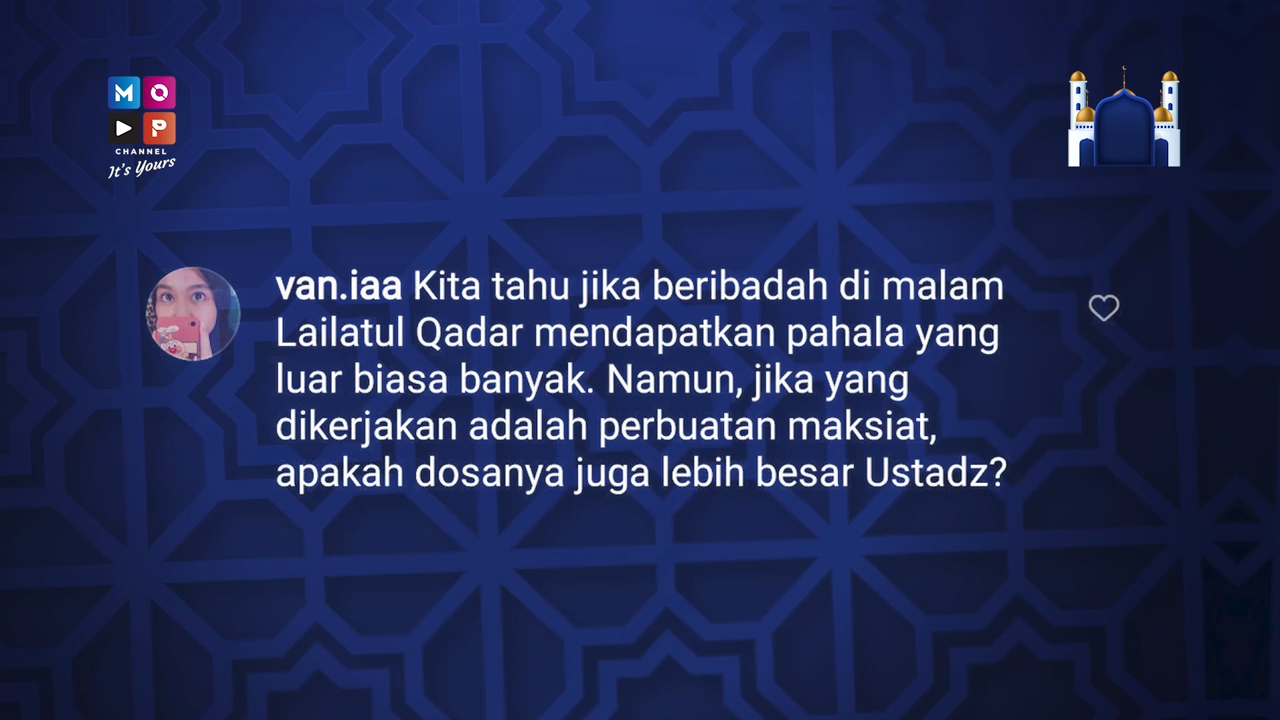 M O
P
CHANNEL
It's Yours
van.iaa Kita tahu jika beribadah di malam
Lailatul Qadar mendapatkan pahala yang
luar biasa banyak. Namun, jika yang
dikerjakan adalah perbuatan maksiat,
apakah dosanya juga lebih besar Ustadz?